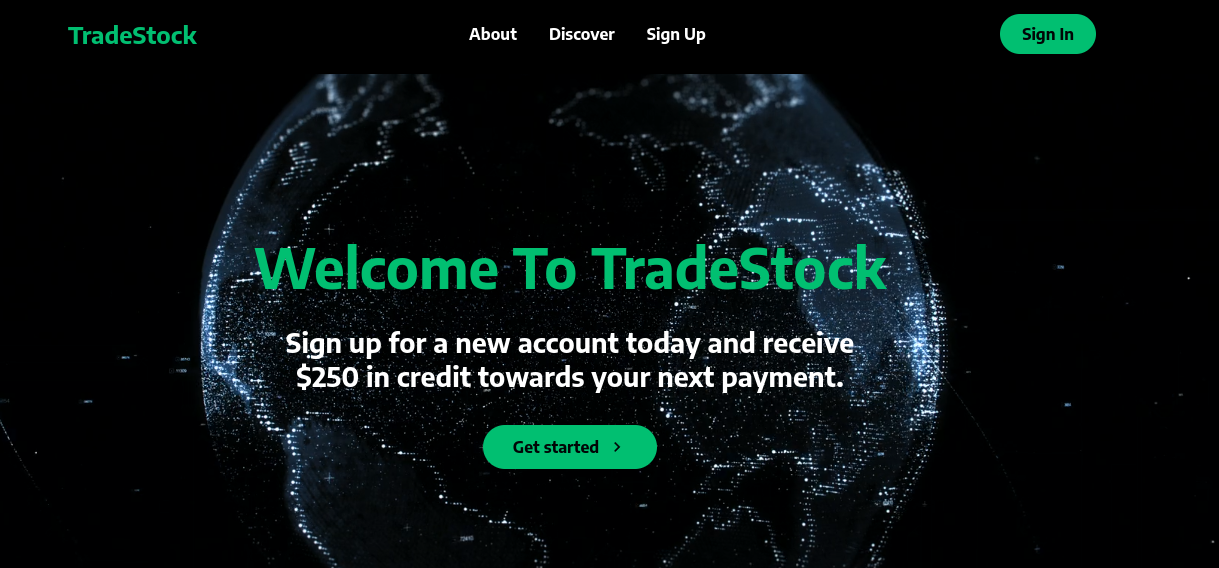 TradeStock
About Discover Sign Up
Sign In
Welcome To TradeStock
Sign up for a new account today and receive
$250 in credit towards your next payment.
Get started